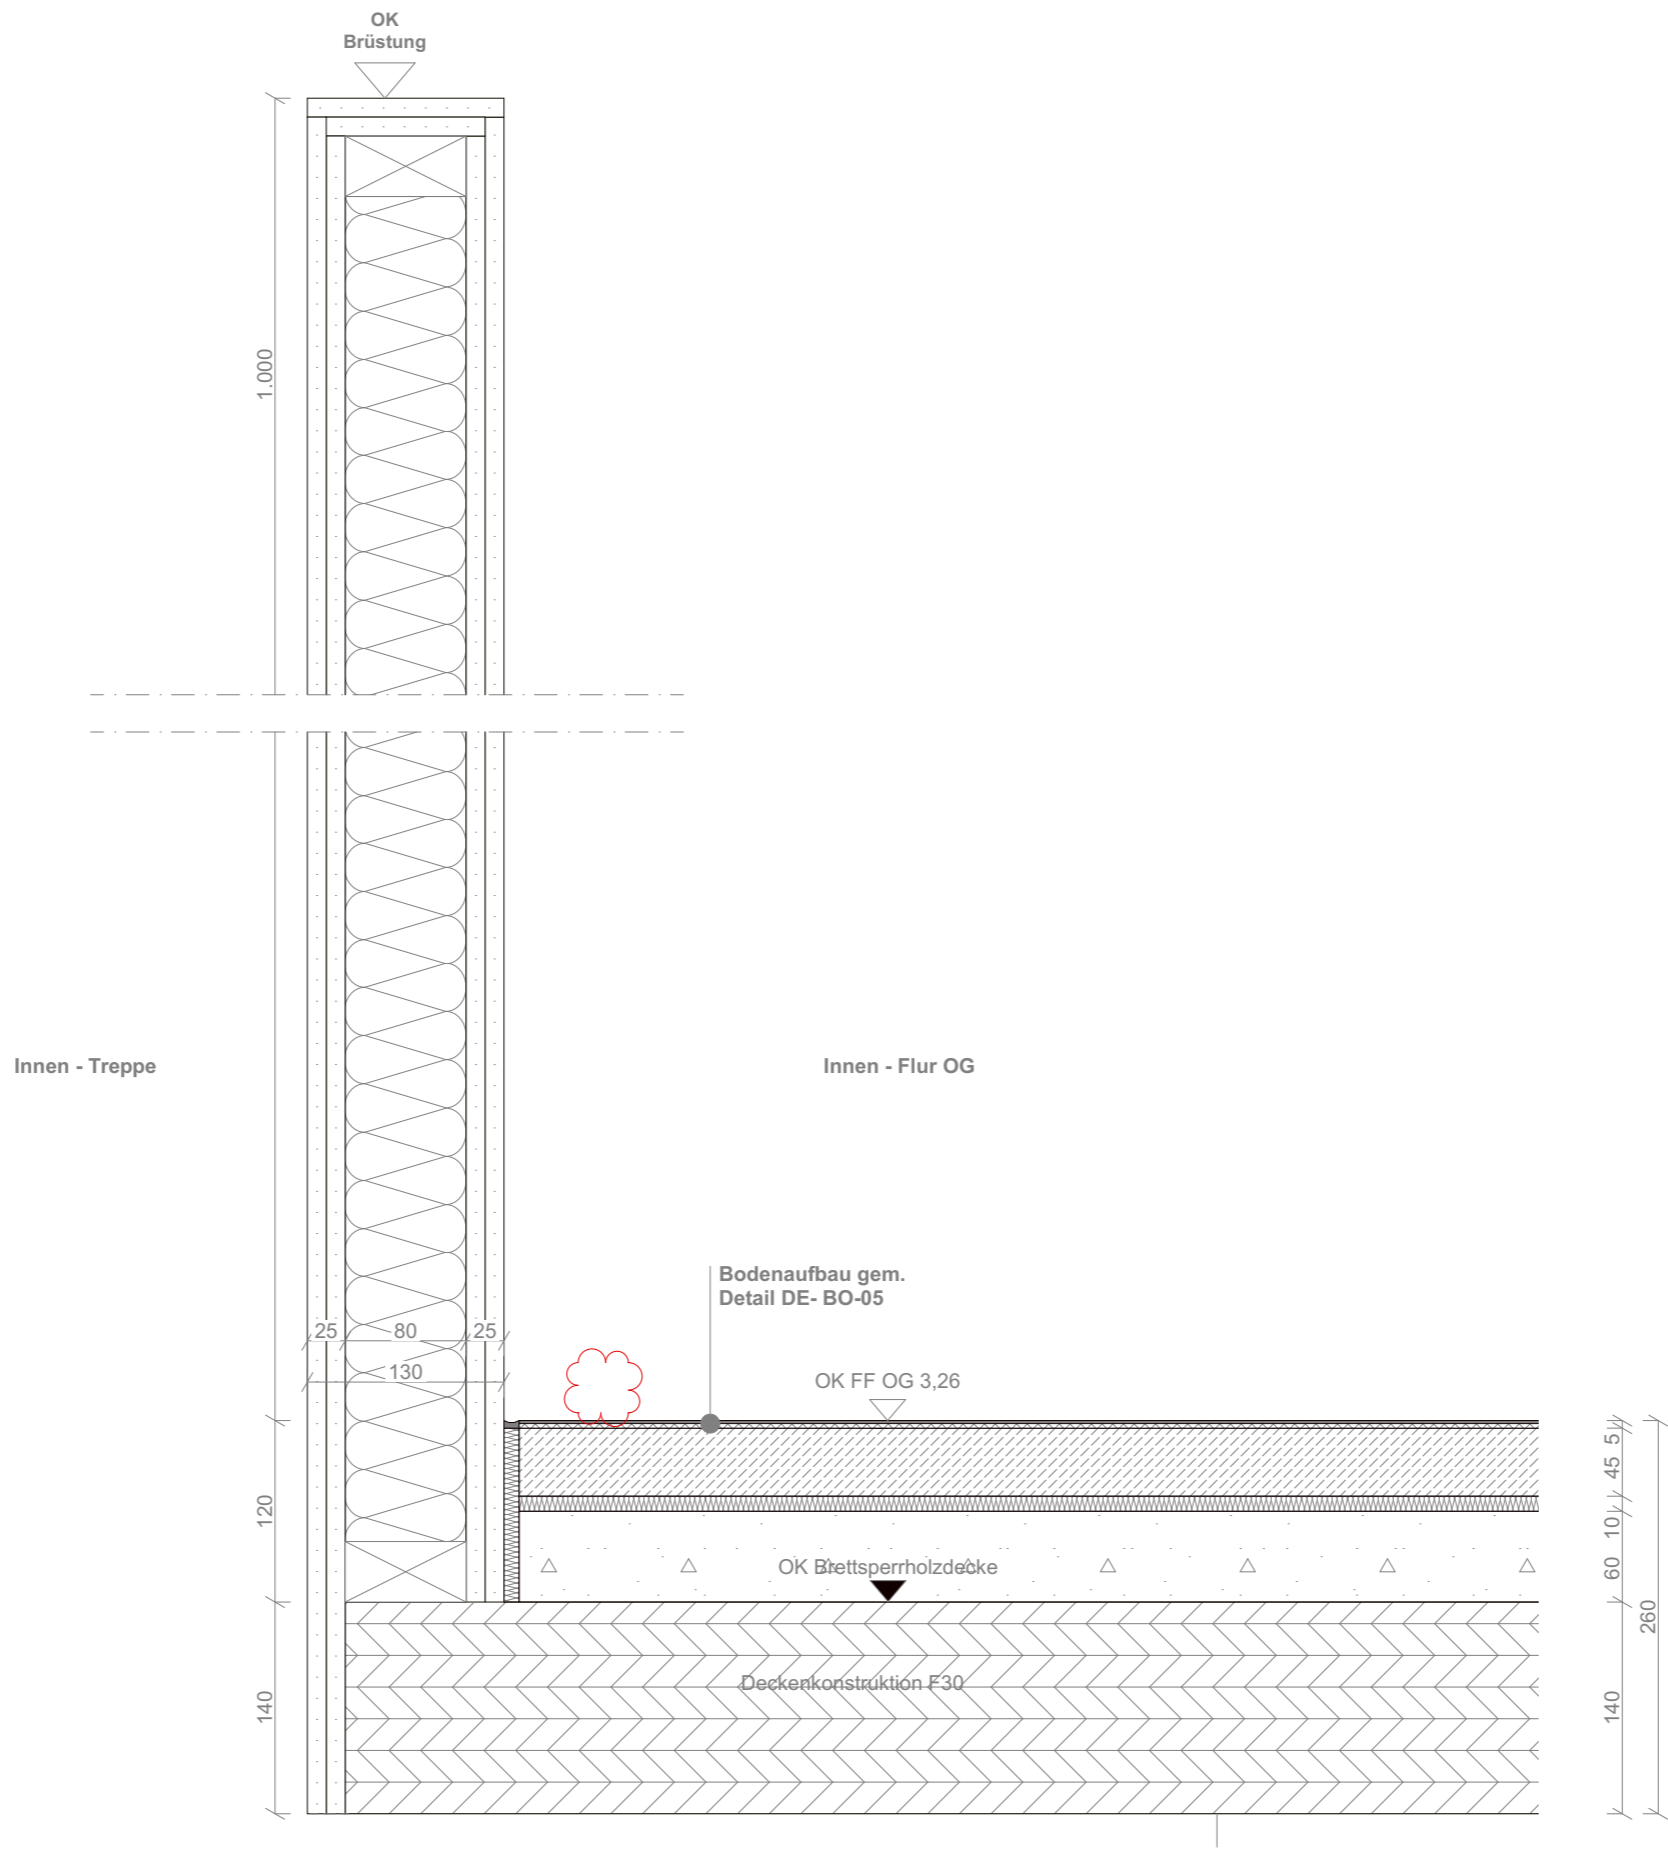 OK
Brüstung
1.000
Innen - Treppe
Innen - Flur OG
Bodenaufbau gem.
Detail DE- BO-05
25
80
25
130
OK FF OG 3,26
5
45
10
60
120
OK Brettsperrholzdecke
260
Deckenkonstruktion F30
140
140